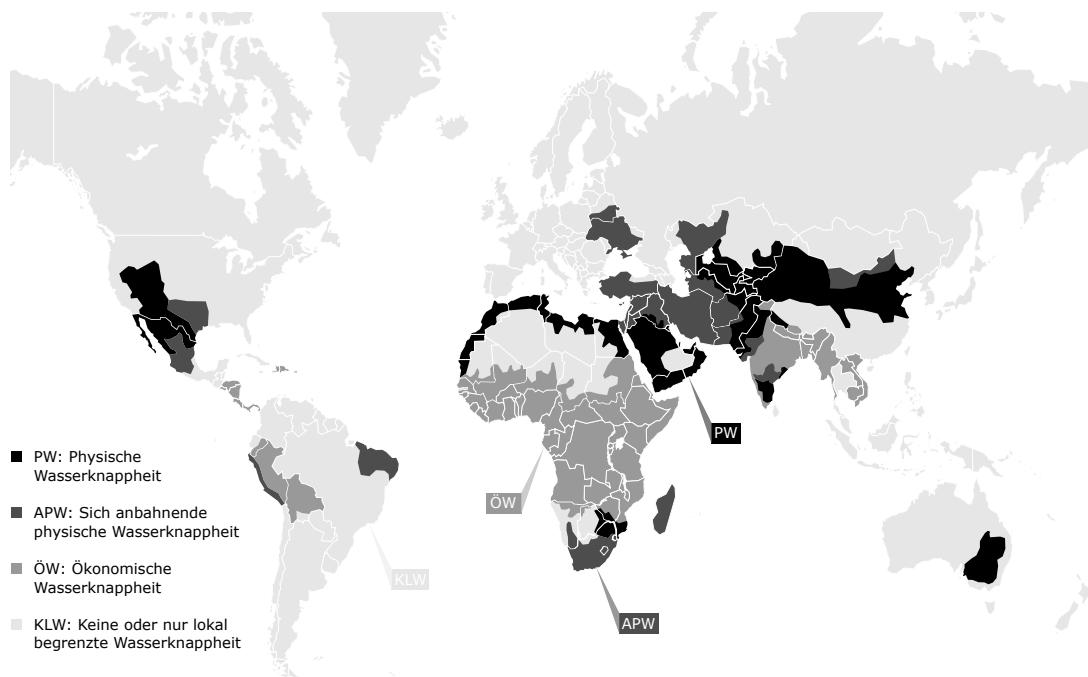 PW: Physische
Wasserknappheit
APW: Sich anbahnende
physische Wasserknappheit
ÖW: Ökonomische
Wasserknappheit
KLW: Keine oder nur lokal
begrenzte Wasserknappheit
PW
ÖW
KLW
APW